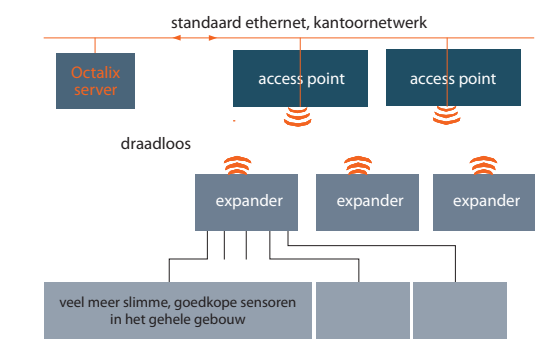 standaard ethernet, kantoornetwerk
Octalix
server
access point
access point
draadloos
expander
expander
expander
veel meer slimme, goedkope sensoren
in het gehele gebouw